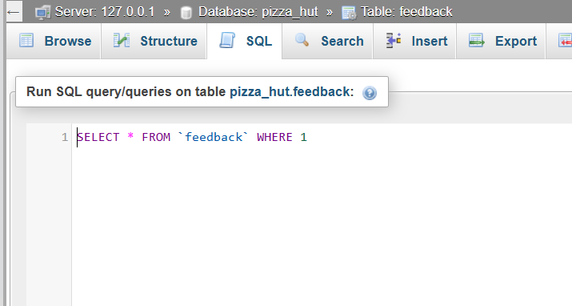 Server: 127.0.0.1 » Database: pizza_hut » Table: feedback
Browse Structure SQL Search Insert Export
Run SQL query/queries on table pizza_hut.feedback:
1 SELECT * FROM `feedback` WHERE 1